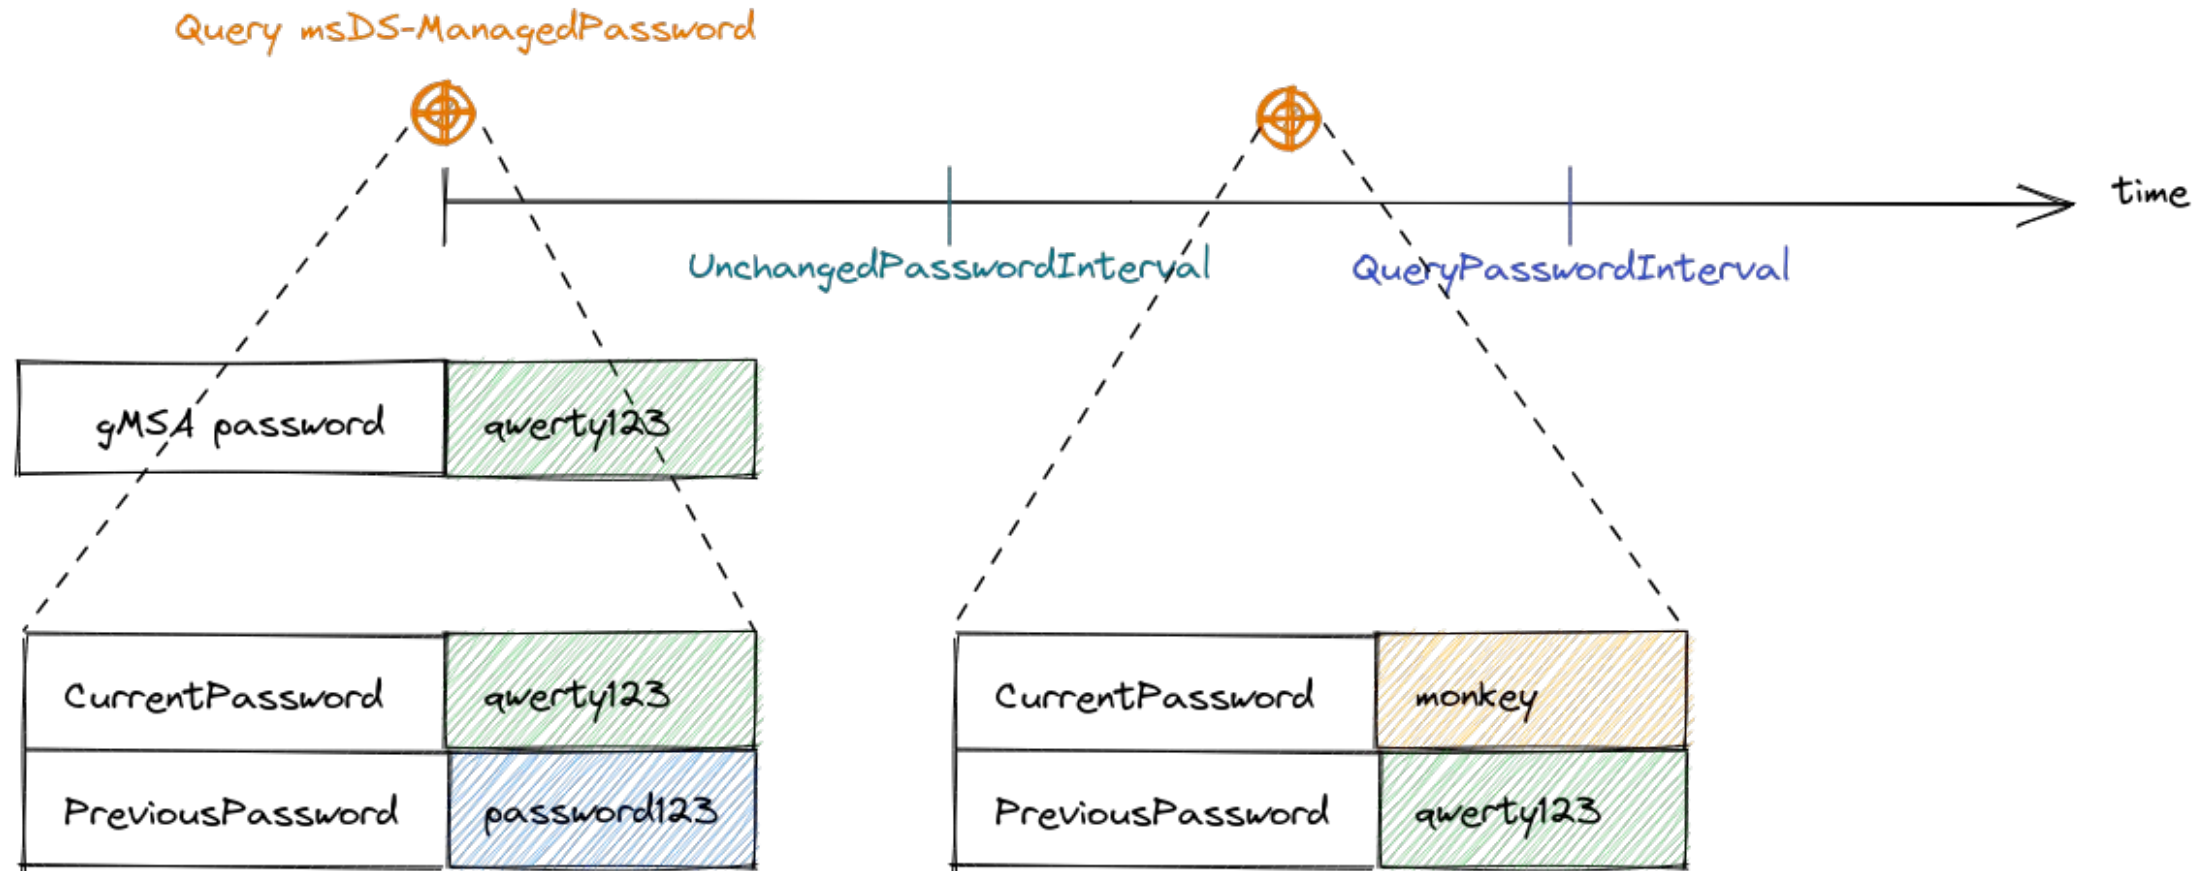 Query msDS-ManagedPassword
time
UnchangedPasswordInterval
QueryPasswordInterval
gMSA password
qwerty123
CurrentPassword
qwerty123
PreviousPassword
password123
CurrentPassword
monkey
PreviousPassword
qwerty123